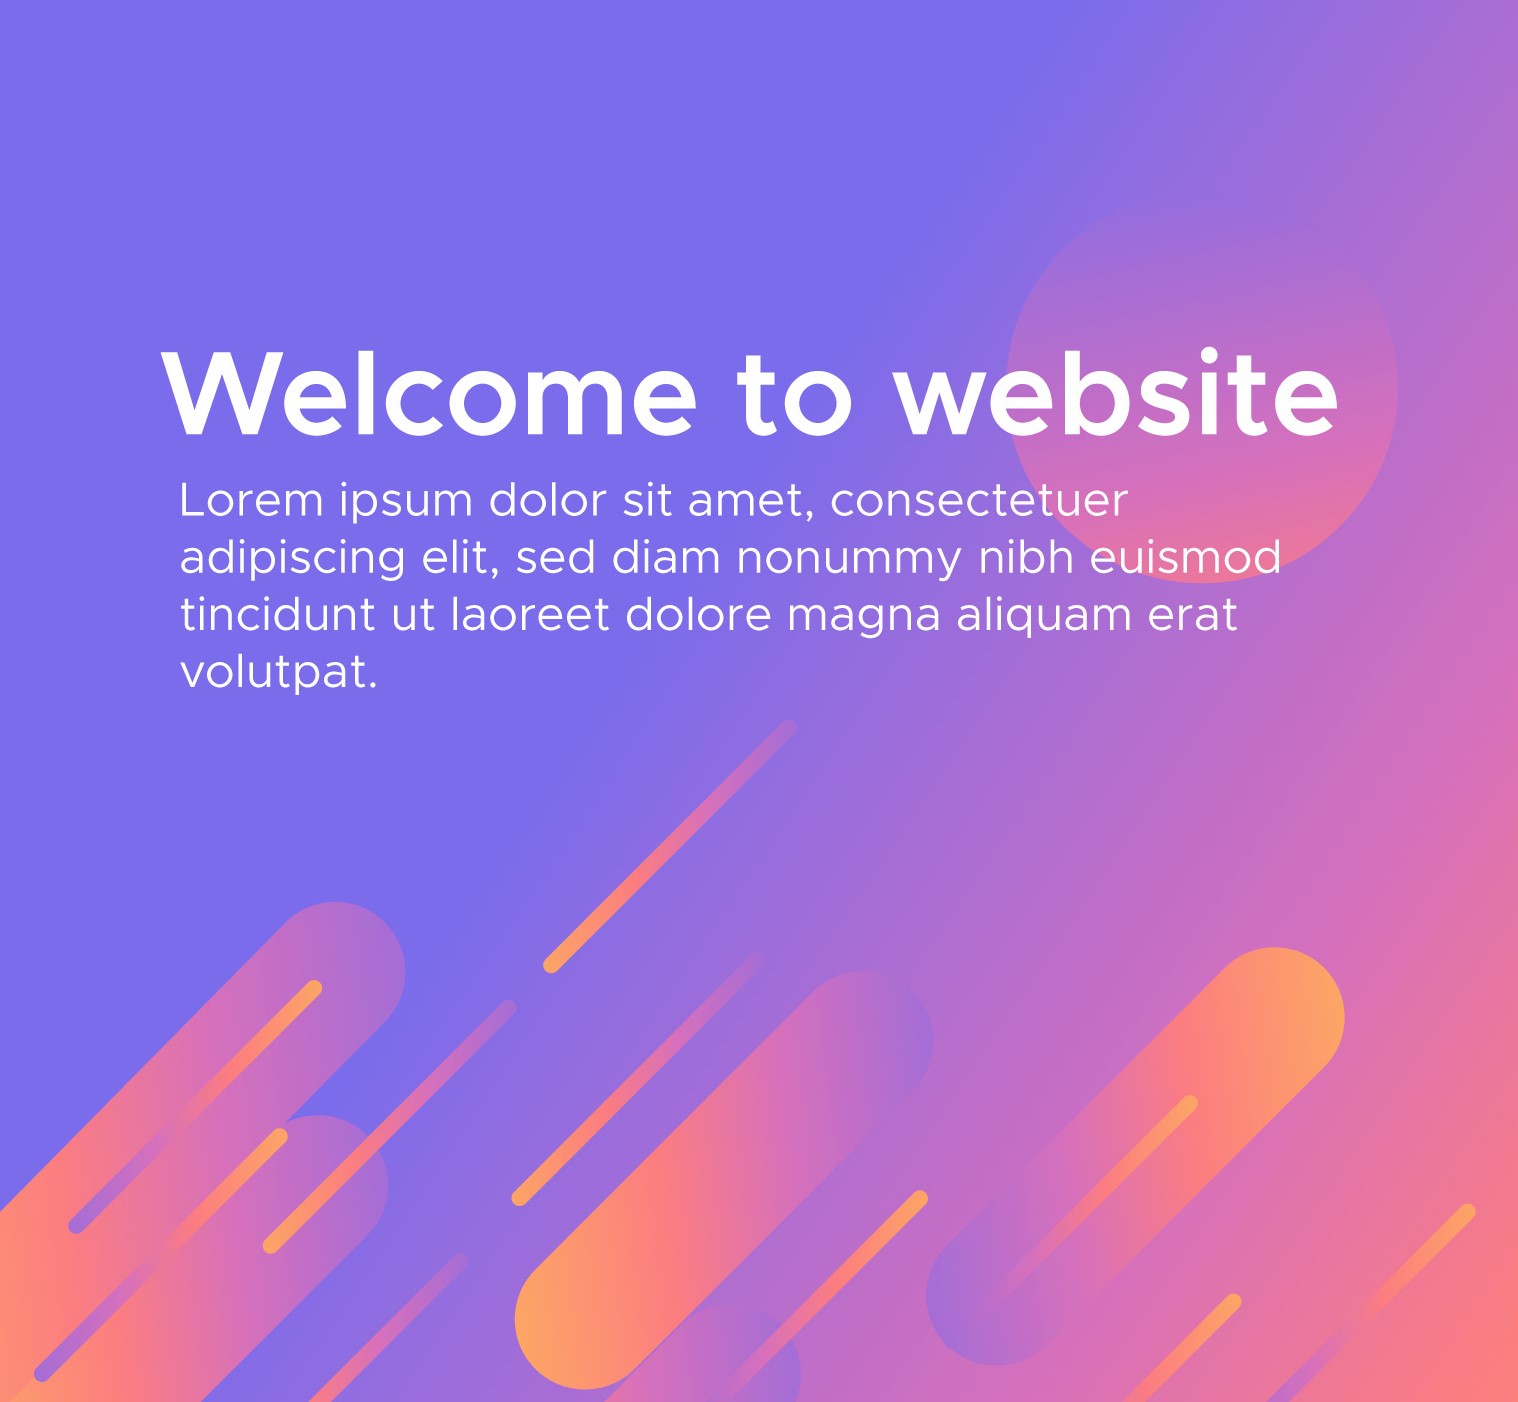 Welcome to website
Lorem ipsum dolor sit amet, consectetuer
adipiscing elit, sed diam nonummy nibh euismod
tincidunt ut laoreet dolore magna aliquam erat
volutpat.